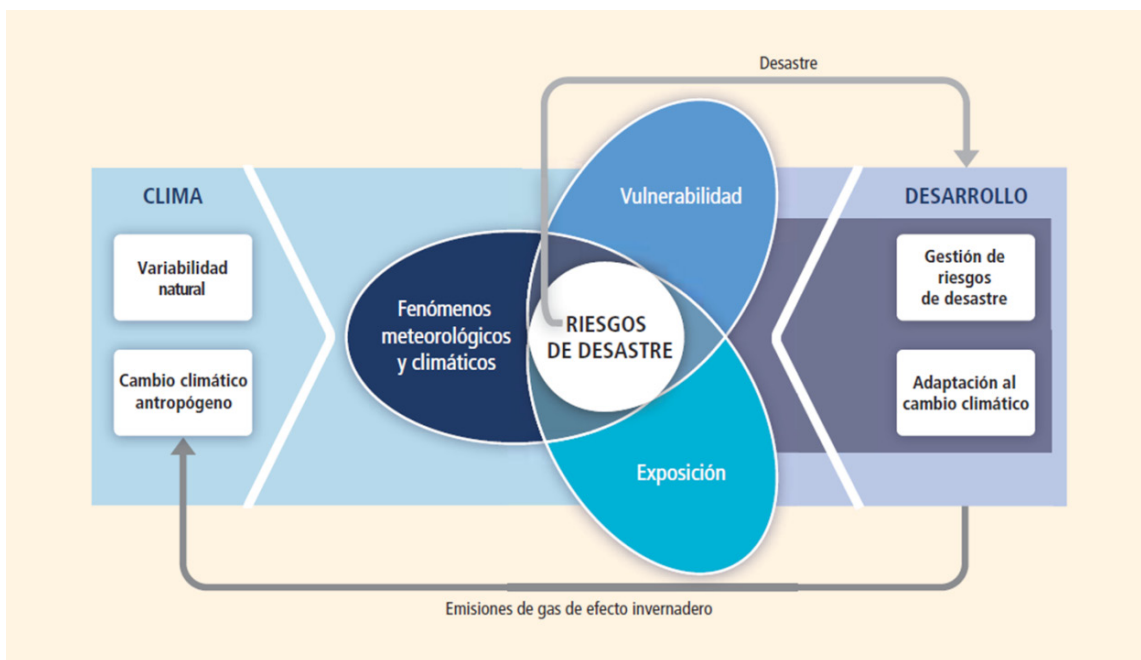 Desastre
CLIMA
Variabilidad
natural
Cambio climático
antropógeno
Fenómenos
meteorológicos
y climáticos
Vulnerabilidad
RIESGOS
DE DESASTRE
Exposición
DESARROLLO
Gestión de
riesgos
de desastre
Adaptación al
cambio climático
Emisiones de gas de efecto invernadero